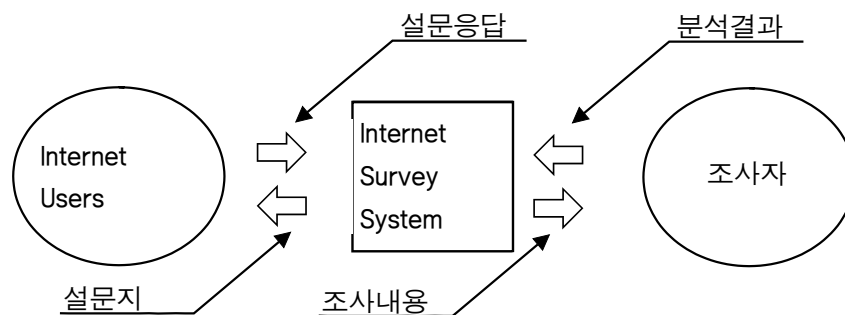 설문응답
분석결과
Internet
Users
Internet
Survey
System
조사자
설문지
조사내용